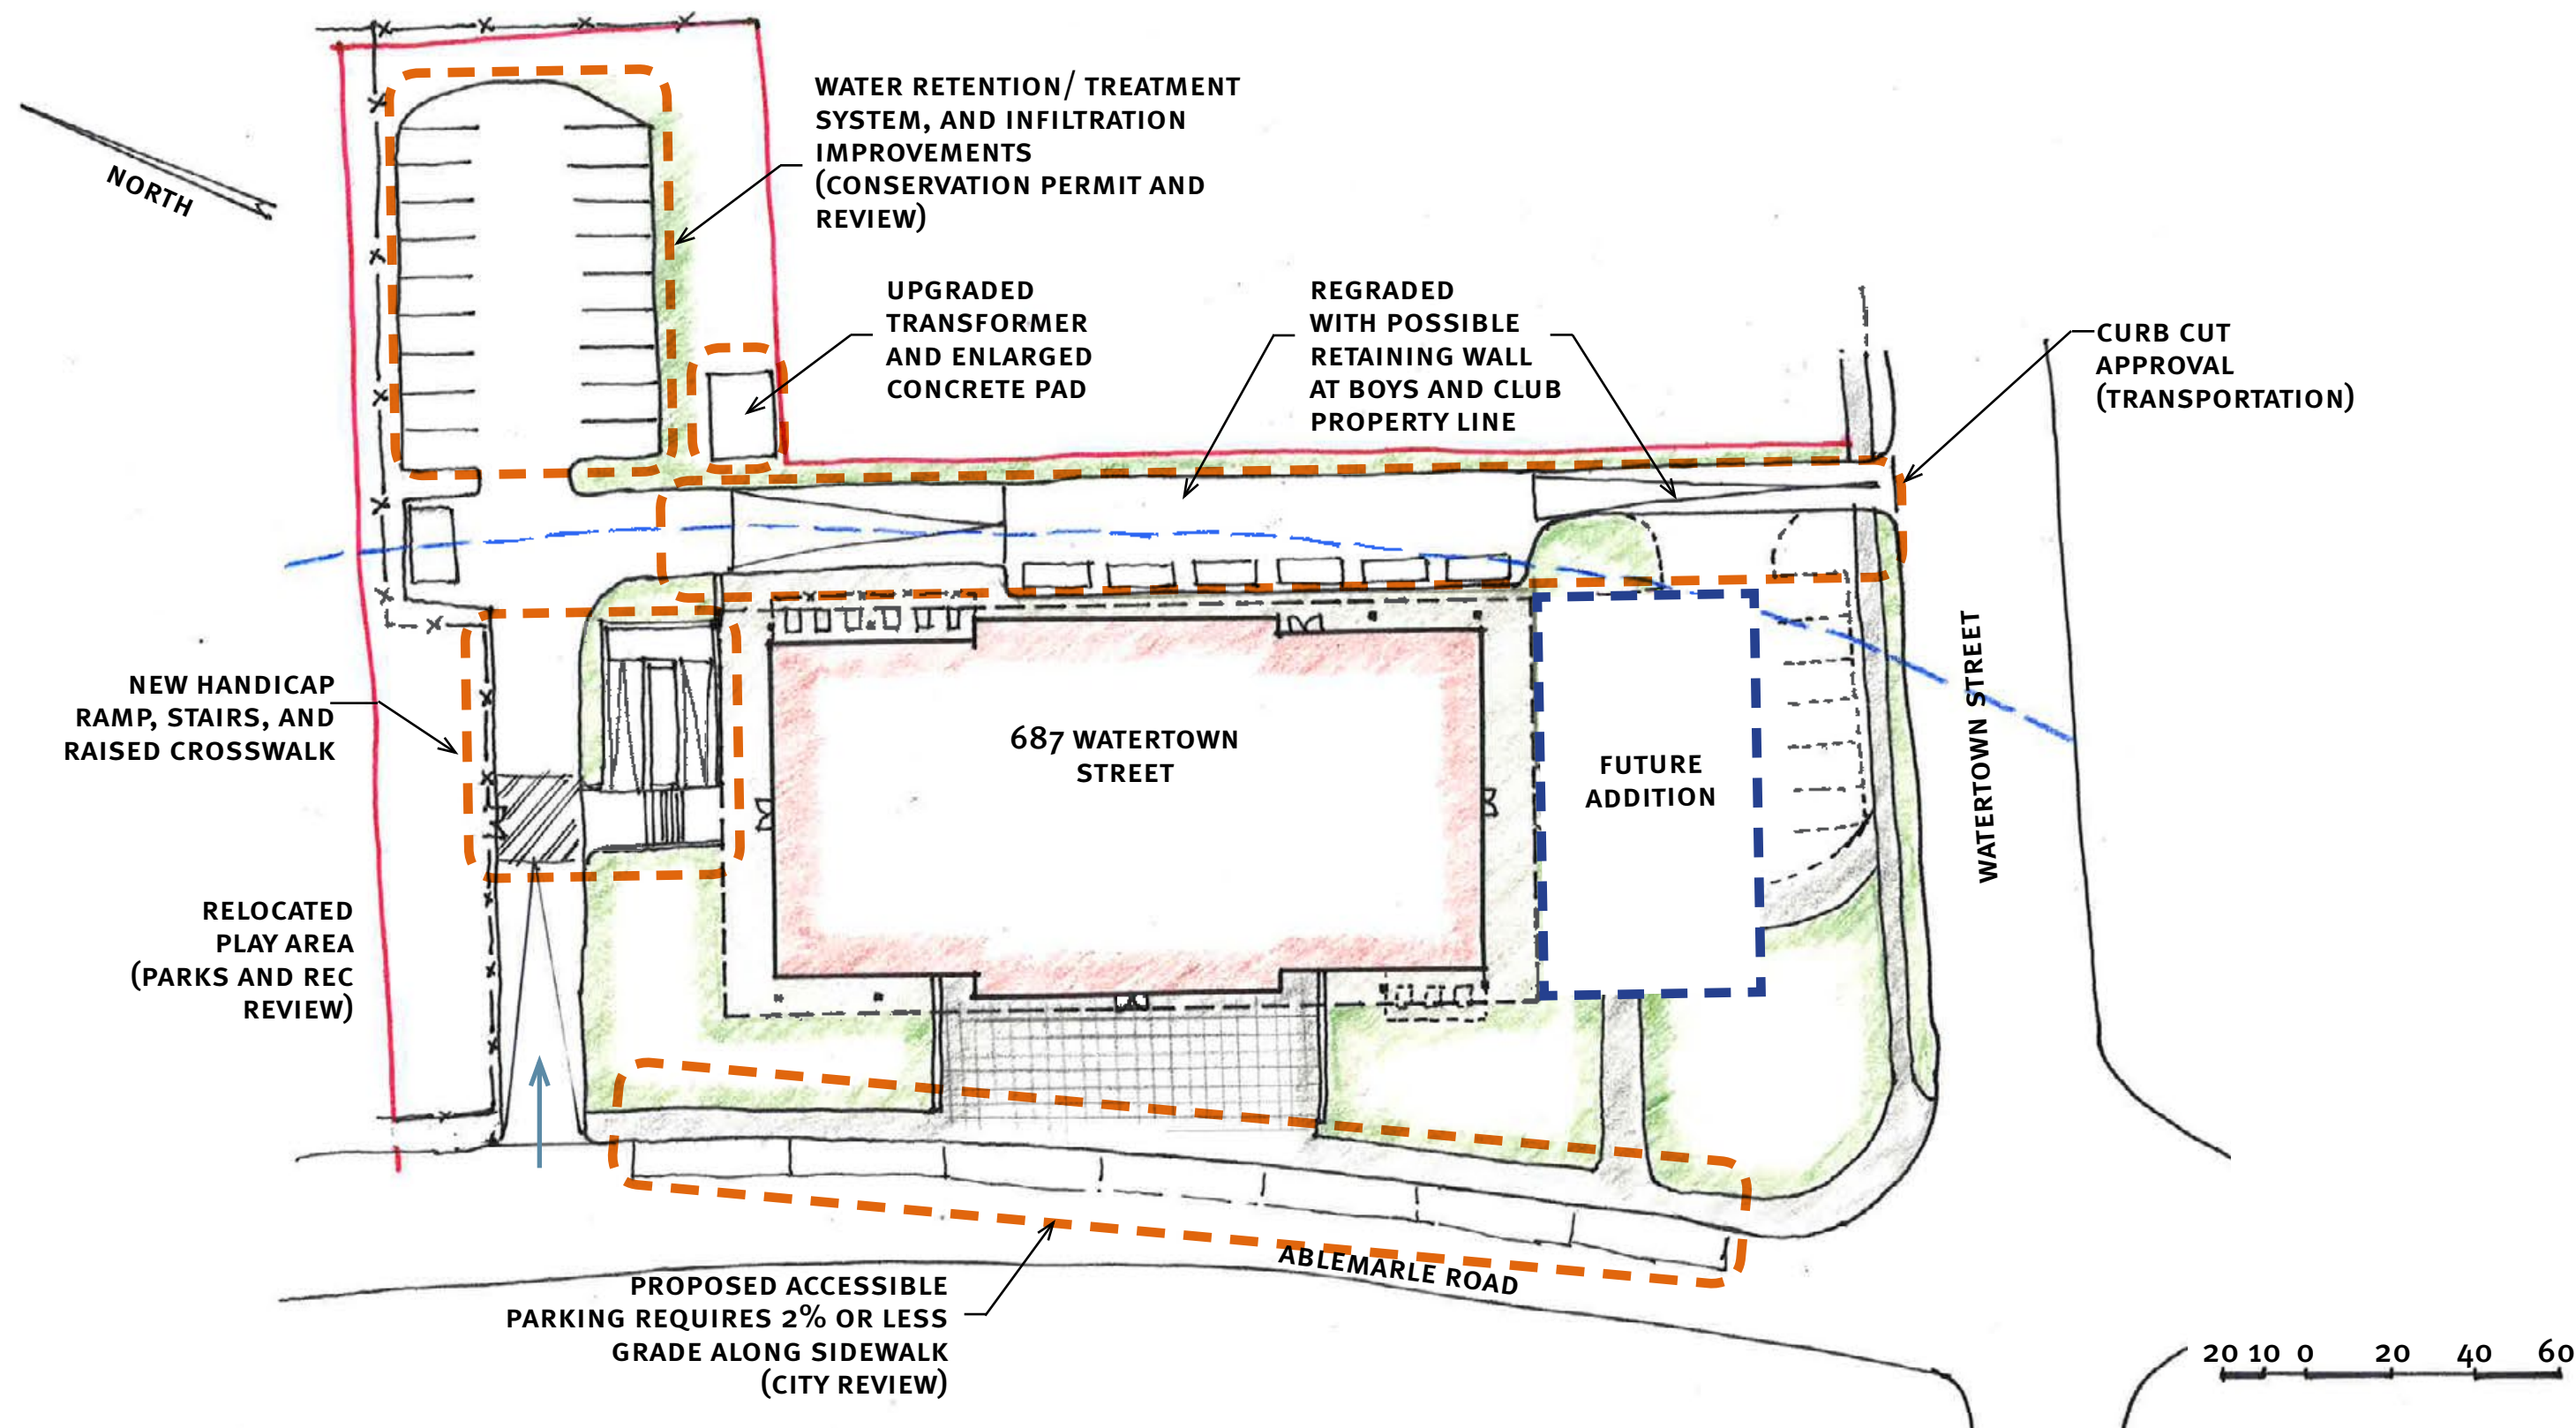 WATER RETENTION/ TREATMENT
SYSTEM, AND INFILTRATION
IMPROVEMENTS
(CONSERVATION PERMIT AND
REVIEW)
NORTH
UPGRADED
TRANSFORMER
AND ENLARGED
CONCRETE PAD
REGRADED
WITH POSSIBLE
RETAINING WALL
AT BOYS AND CLUB
PROPERTY LINE
CURB CUT
APPROVAL
(TRANSPORTATION)
NEW HANDICAP
RAMP, STAIRS, AND
RAISED CROSSWALK
687 WATERTOWN
STREET
FUTURE
ADDITION
WATERTOWN STREET
RELOCATED
PLAY AREA
(PARKS AND REC
REVIEW)
ABLEMARLE ROAD
PROPOSED ACCESSIBLE
PARKING REQUIRES 2% OR LESS
GRADE ALONG SIDEWALK
(CITY REVIEW)
20 10 0 20 40 60